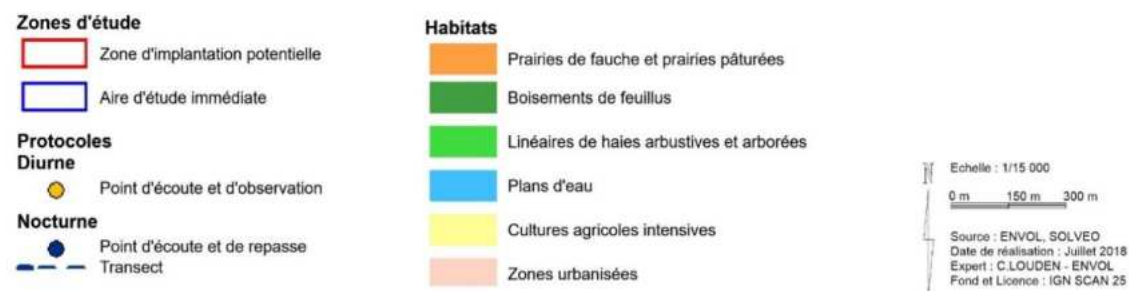 Zones d'étude
Zone d'implantation potentielle
Aire d'étude immédiate
Protocoles
Diurne
Point d'écoute et d'observation
Nocturne
Point d'écoute et de repasse
Transect
Habitats
Prairies de fauche et prairies pâturées
Boisements de feuillus
Linéaires de haies arbustives et arborées
Plans d'eau
Cultures agricoles intensives
Zones urbanisées
Echelle : 1/15 000
0 m 150 m 300 m
Source : ENVOL, SOLVEO
Date de réalisation : Juillet 2018
Expert : C.LOUDEN - ENVOL
Fond et Licence : IGN SCAN 25